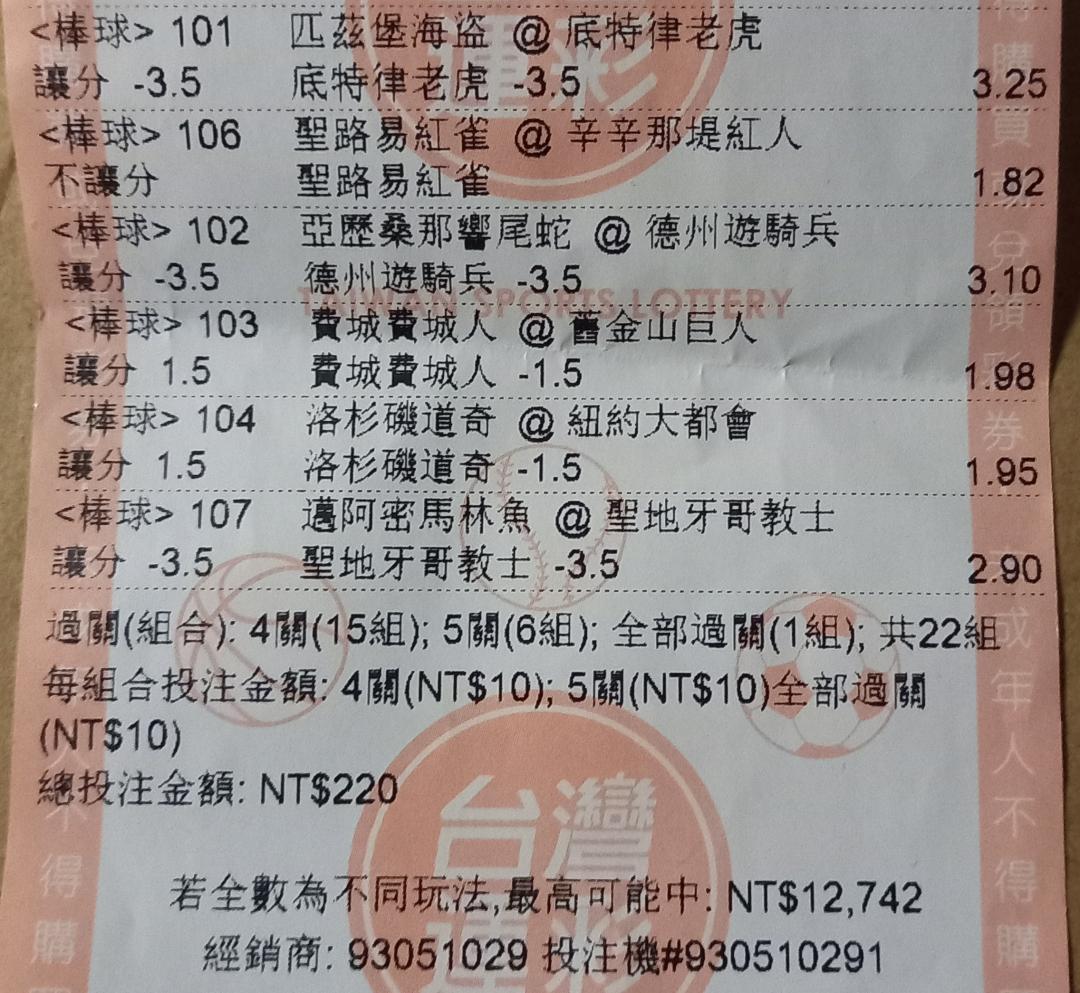 <棒球> 101 匹茲堡海盜 @ 底特律老虎
讓分 -3.5 底特律老虎 -3.5 3.25
<棒球> 106 聖路易紅雀 @ 辛辛那堤紅人
不讓分 聖路易紅雀 1.82
<棒球> 102 亞歷桑那響尾蛇 @ 德州遊騎兵
讓分 -3.5 德州遊騎兵 -3.5 3.10
TAIWAN SPORTS LOTTERY
<棒球> 103 費城費城人 @ 舊金山巨人
讓分 1.5 費城費城人 -1.5 1.98
<棒球> 104 洛杉磯道奇 @ 紐約大都會
讓分 1.5 洛杉磯道奇 -1.5 1.95
<棒球> 107 邁阿密馬林魚 @ 聖地牙哥教士
讓分 -3.5 聖地牙哥教士 -3.5 2.90
過關(組合): 4關(15組); 5關(6組); 全部過關(1組); 共22組
每組合投注金額: 4關(NT$10); 5關(NT$10)全部過關
(NT$10)
總投注金額: NT$220
台灣
運彩
若全數為不同玩法,最高可能中: NT$12,742
經銷商: 93051029 投注機#930510291